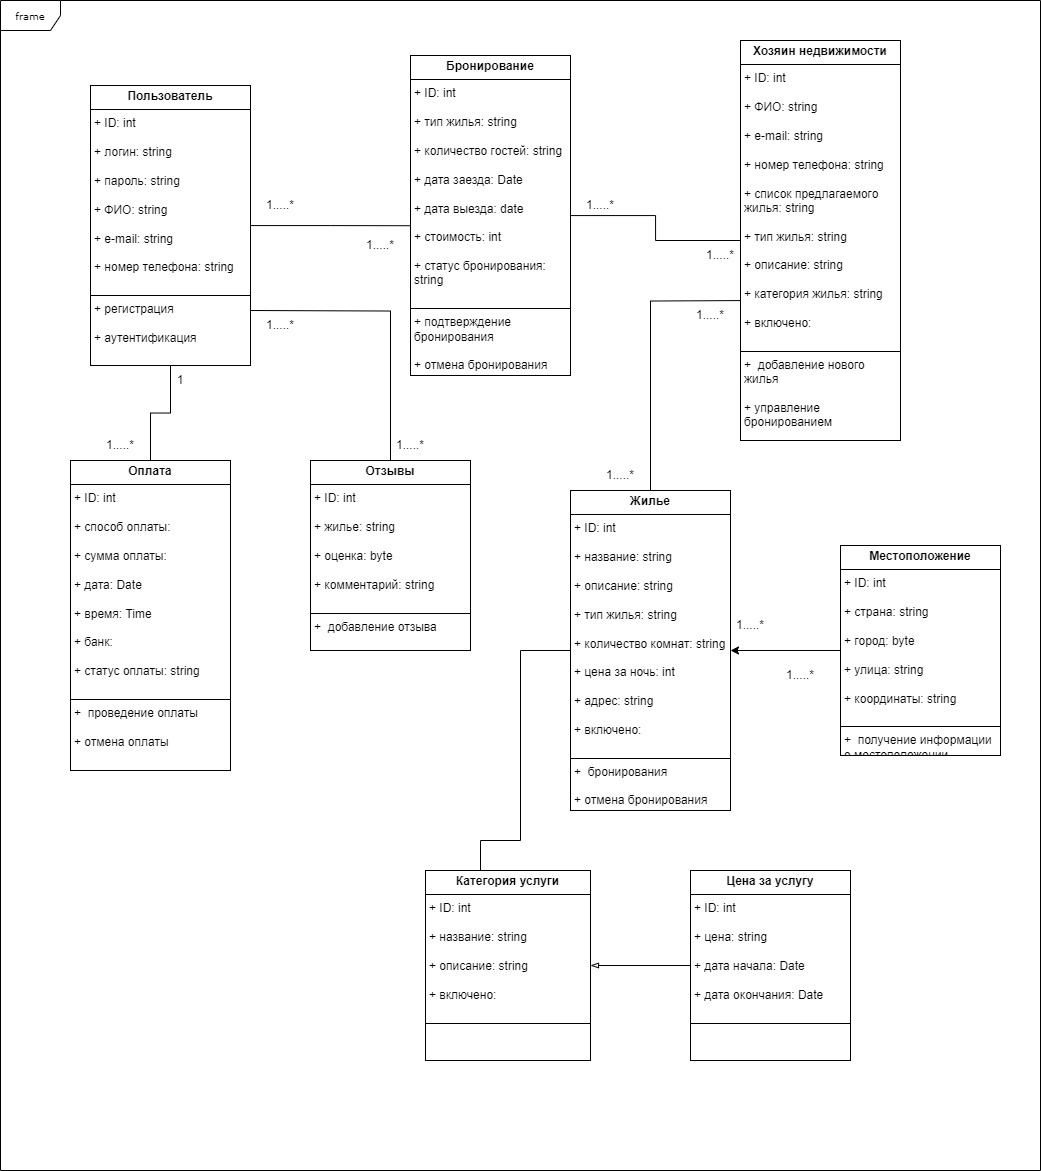 frame
Пользователь
+ ID: int
+ логин: string
+ пароль: string
+ ФИО: string
+ e-mail: string
+ номер телефона: string
+ регистрация
+ аутентификация
1.....*
1.....*
Бронирование
+ ID: int
+ тип жилья: string
+ количество гостей: string
+ дата заезда: Date
+ дата выезда: date
+ стоимость: int
+ статус бронирования:
string
+ подтверждение
бронирования
+ отмена бронирования
1.....*
1.....*
Хозяин недвижимости
+ ID: int
+ ФИО: string
+ e-mail: string
+ номер телефона: string
+ список предлагаемого
жилья: string
+ тип жилья: string
+ описание: string
+ категория жилья: string
+ включено:
+ добавление нового
жилья
+ управление
бронированием
1.....*
1.....*
1
1.....*
1.....*
1.....*
Оплата
+ ID: int
+ способ оплаты:
+ сумма оплаты:
+ дата: Date
+ время: Time
+ банк:
+ статус оплаты: string
+ проведение оплаты
+ отмена оплаты
Отзывы
+ ID: int
+ жилье: string
+ оценка: byte
+ комментарий: string
+ добавление отзыва
Жилье
+ ID: int
+ название: string
+ описание: string
+ тип жилья: string
+ количество комнат: string
+ цена за ночь: int
+ адрес: string
+ включено:
+ бронирования
+ отмена бронирования
1.....*
1.....*
Местоположение
+ ID: int
+ страна: string
+ город: byte
+ улица: string
+ координаты: string
+ получение информации
о местоположении
Категория услуги
+ ID: int
+ название: string
+ описание: string
+ включено:
Цена за услугу
+ ID: int
+ цена: string
+ дата начала: Date
+ дата окончания: Date